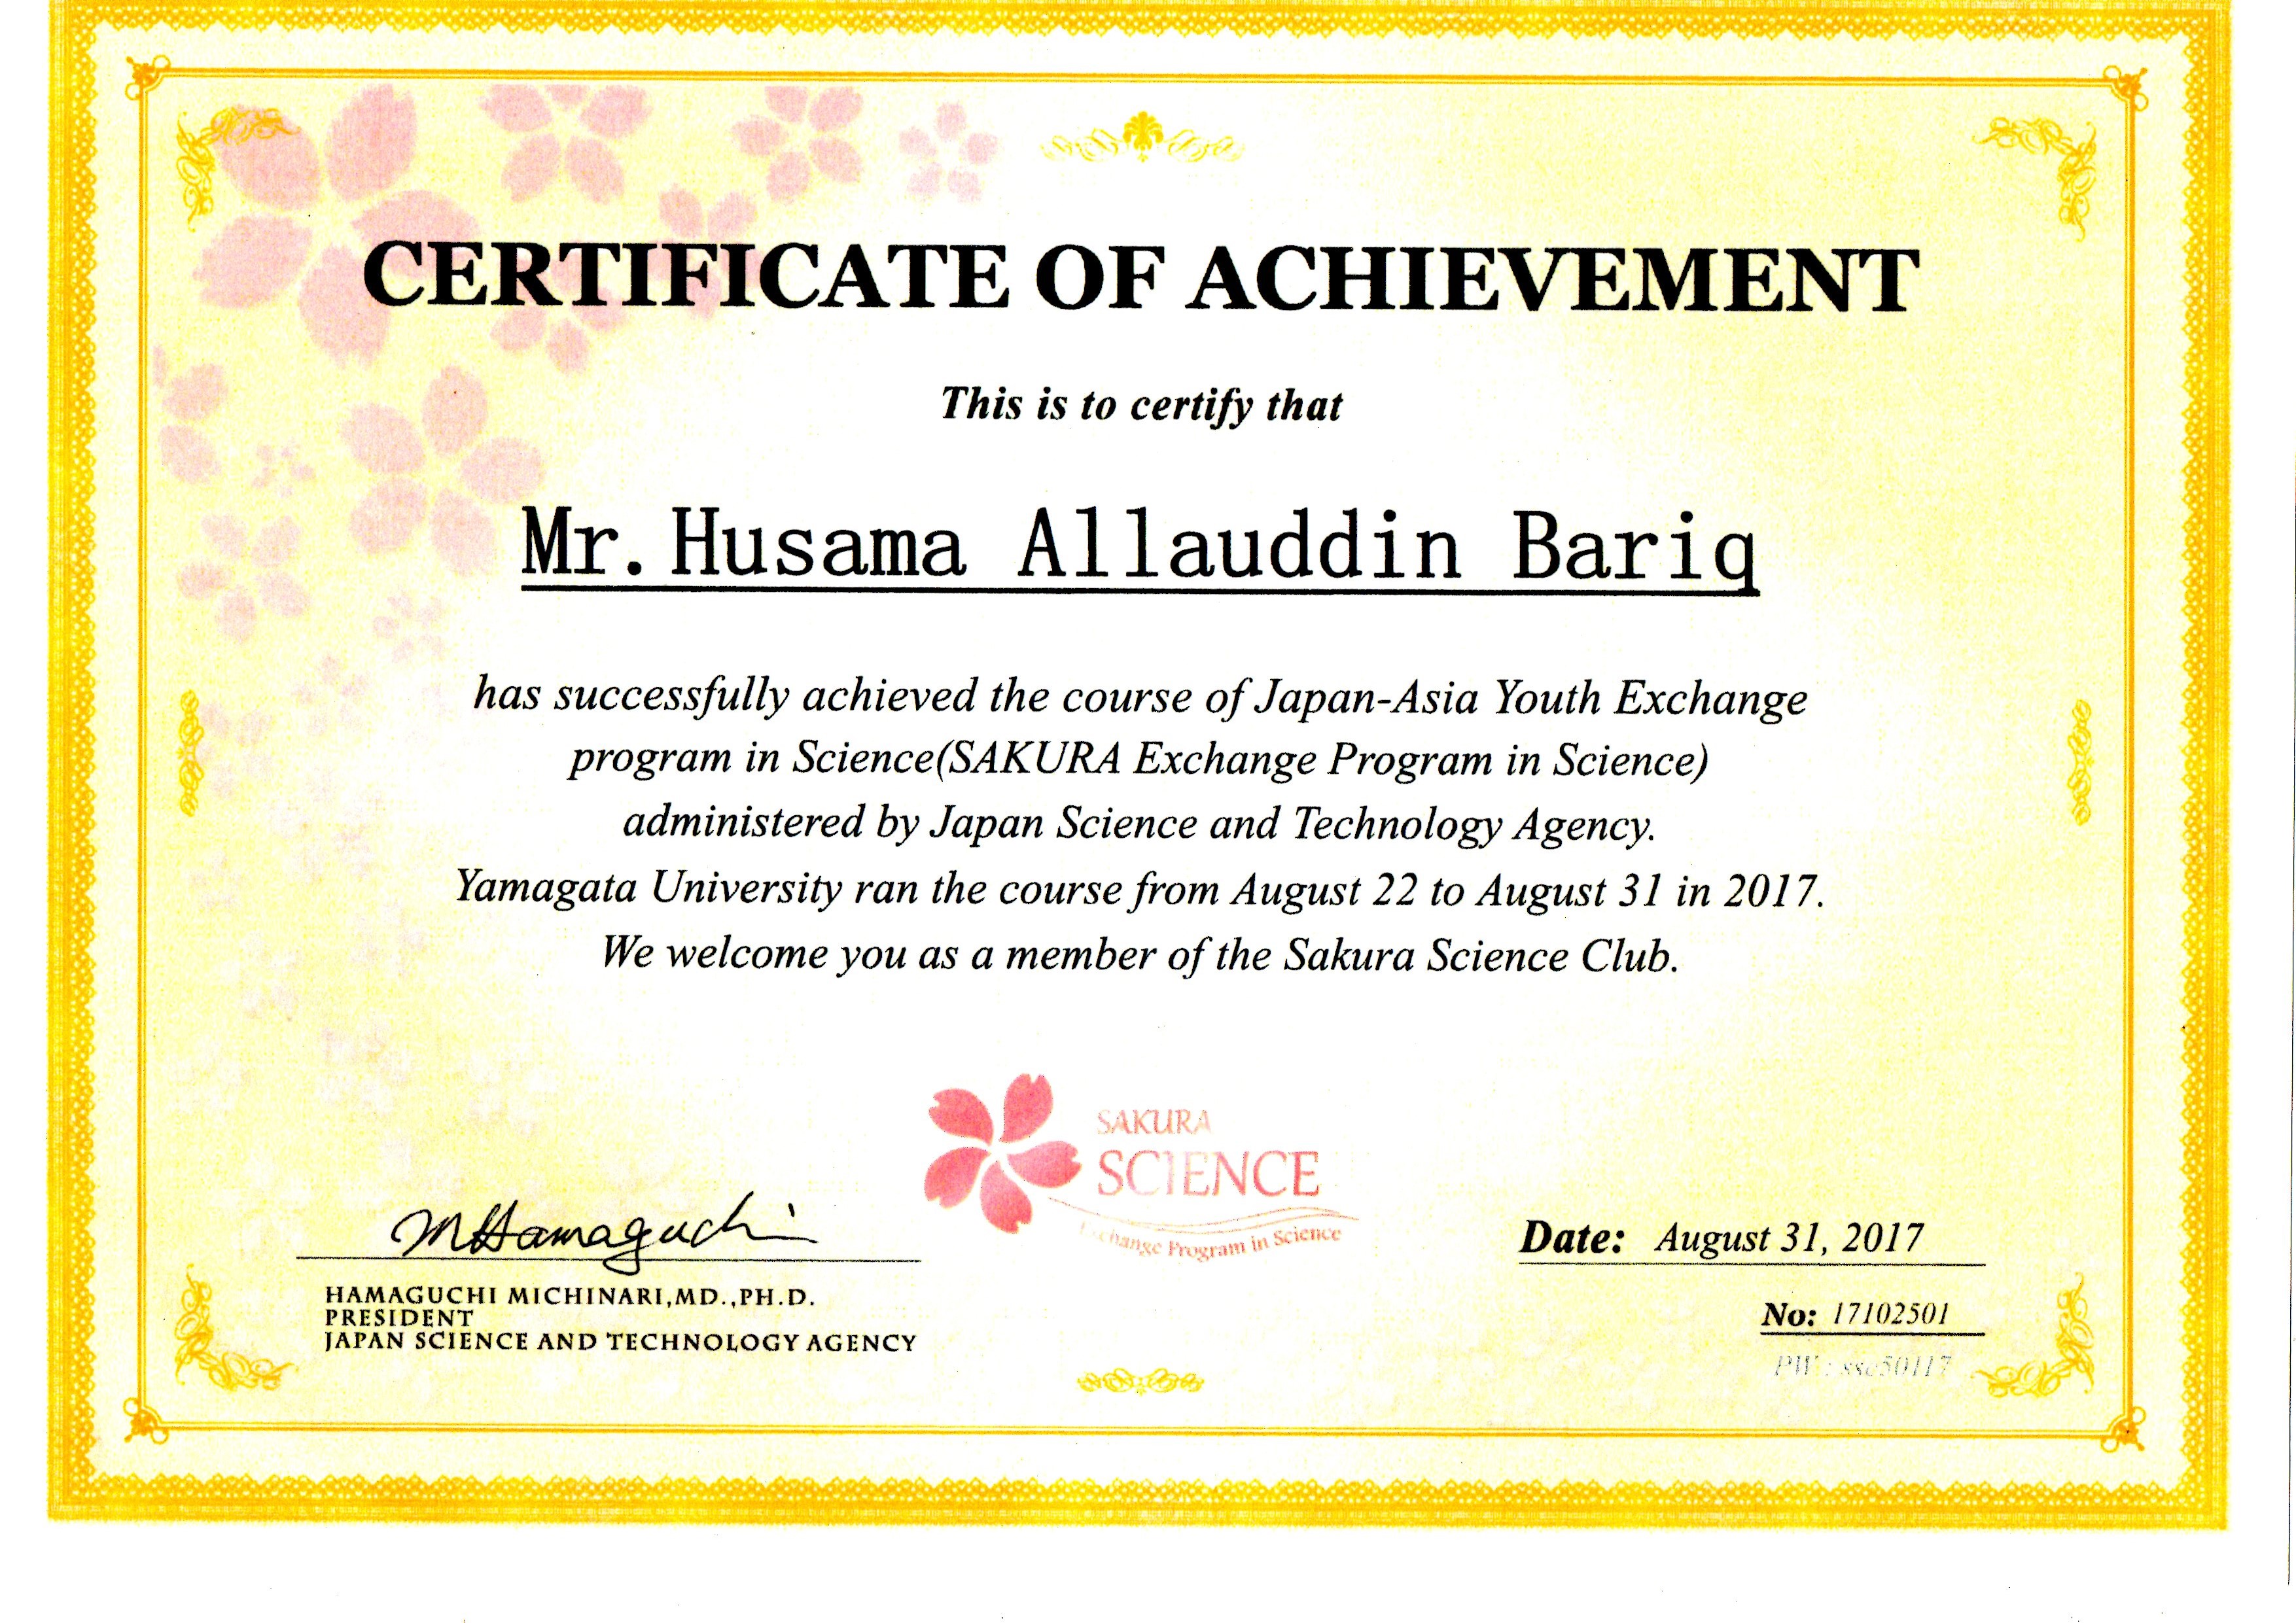 CERTIFICATE OF ACHIEVEMENT
This is to certify that
Mr. Husama Allauddin Bariq
has successfully achieved the course of Japan-Asia Youth Exchange
program in Science(SAKURA Exchange Program in Science)
administered by Japan Science and Technology Agency.
Yamagata University ran the course from August 22 to August 31 in 2017.
We welcome you as a member of the Sakura Science Club.
SAKURA
SCIENCE
Exchange Program in Science
MHamaguchi
HAMAGUCHI MICHINARI,MD.,PH.D.
PRESIDENT
JAPAN SCIENCE AND TECHNOLOGY AGENCY
Date: August 31, 2017
No: 17102501
PW : ssc50117